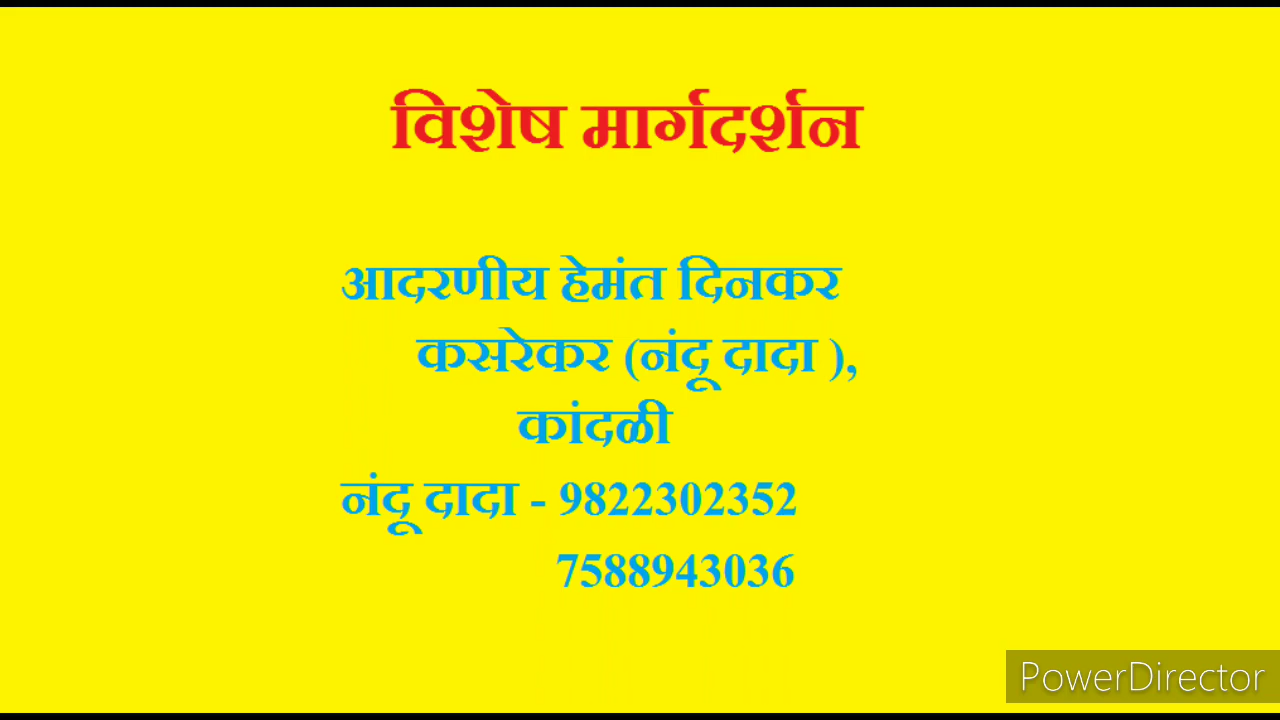 विशेष मार्गदर्शन
आदरणीय हेमंत दिनकर
कसरेकर (नंदू दादा ),
कांदळी
नंदू दादा - 9822302352
7588943036
PowerDirector